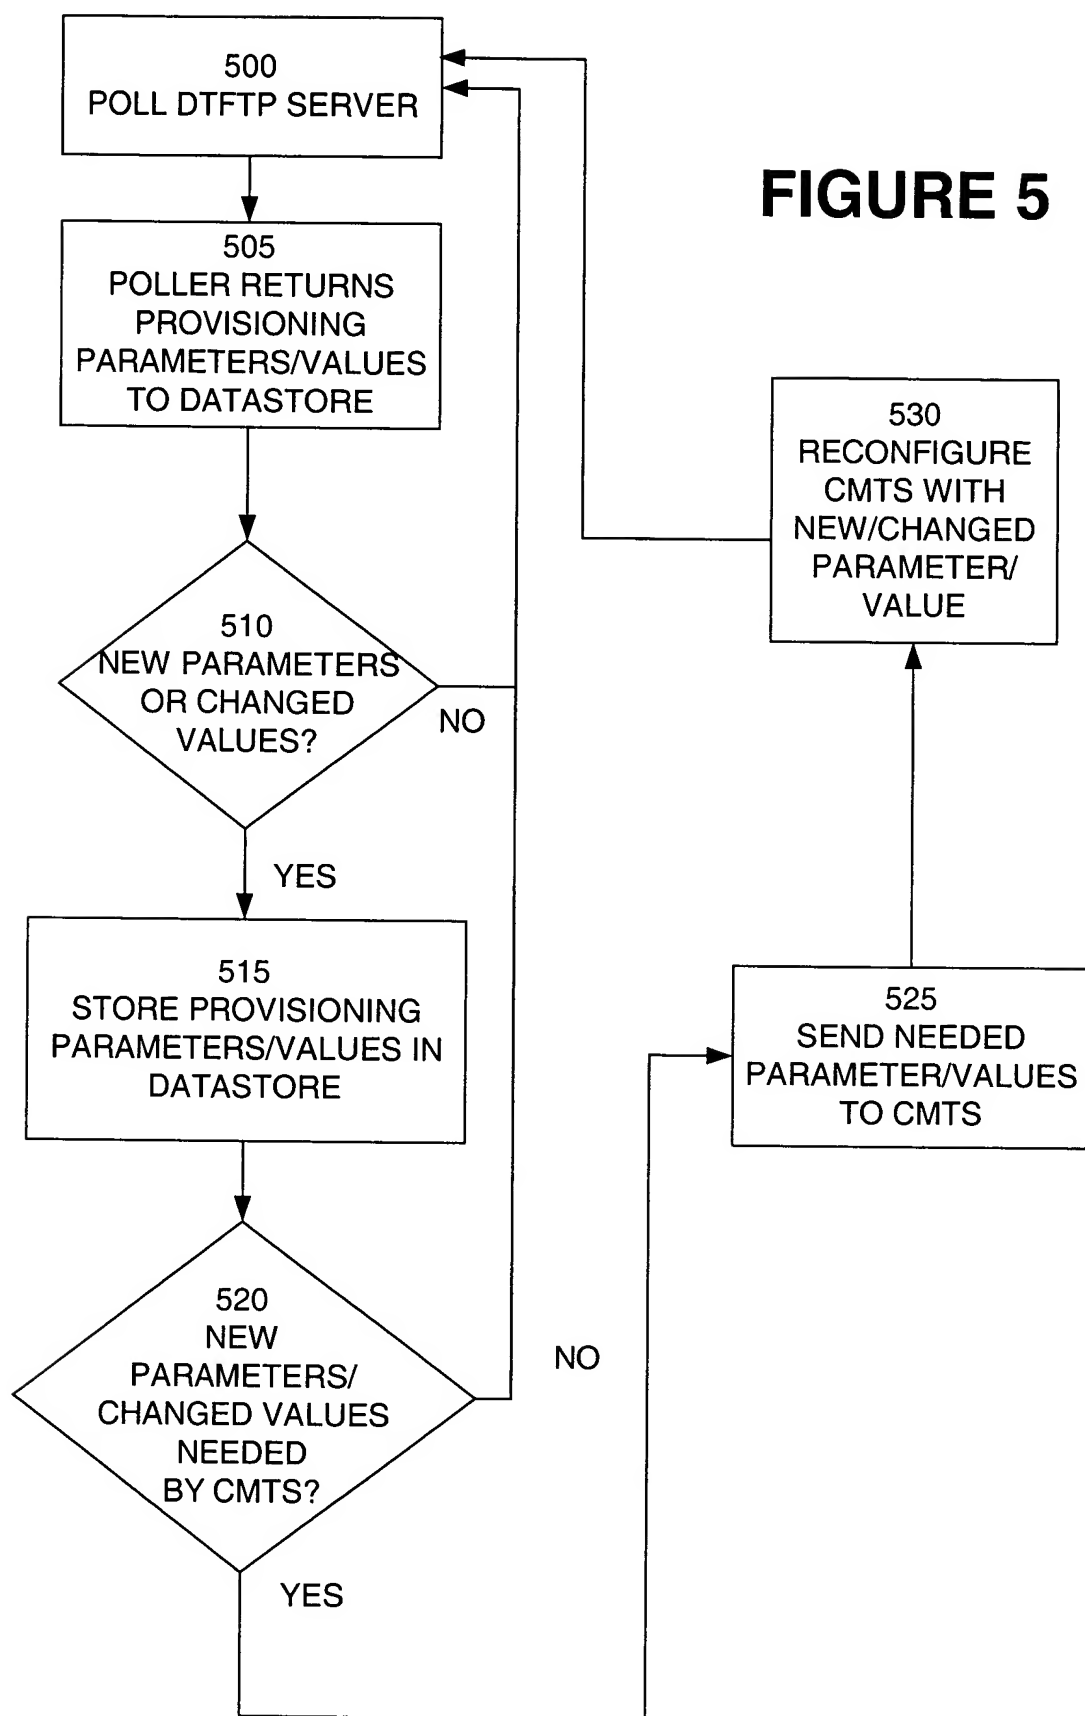 500
POLL DTFTP SERVER
FIGURE 5
505
POLLER RETURNS
PROVISIONING
PARAMETERS/VALUES
TO DATASTORE
510
NEW PARAMETERS
OR CHANGED
VALUES?
NO
YES
515
STORE PROVISIONING
PARAMETERS/VALUES IN
DATASTORE
520
NEW
PARAMETERS/
CHANGED VALUES
NEEDED
BY CMTS?
NO
YES
525
SEND NEEDED
PARAMETER/VALUES
TO CMTS
530
RECONFIGURE
CMTS WITH
NEW/CHANGED
PARAMETER/
VALUE